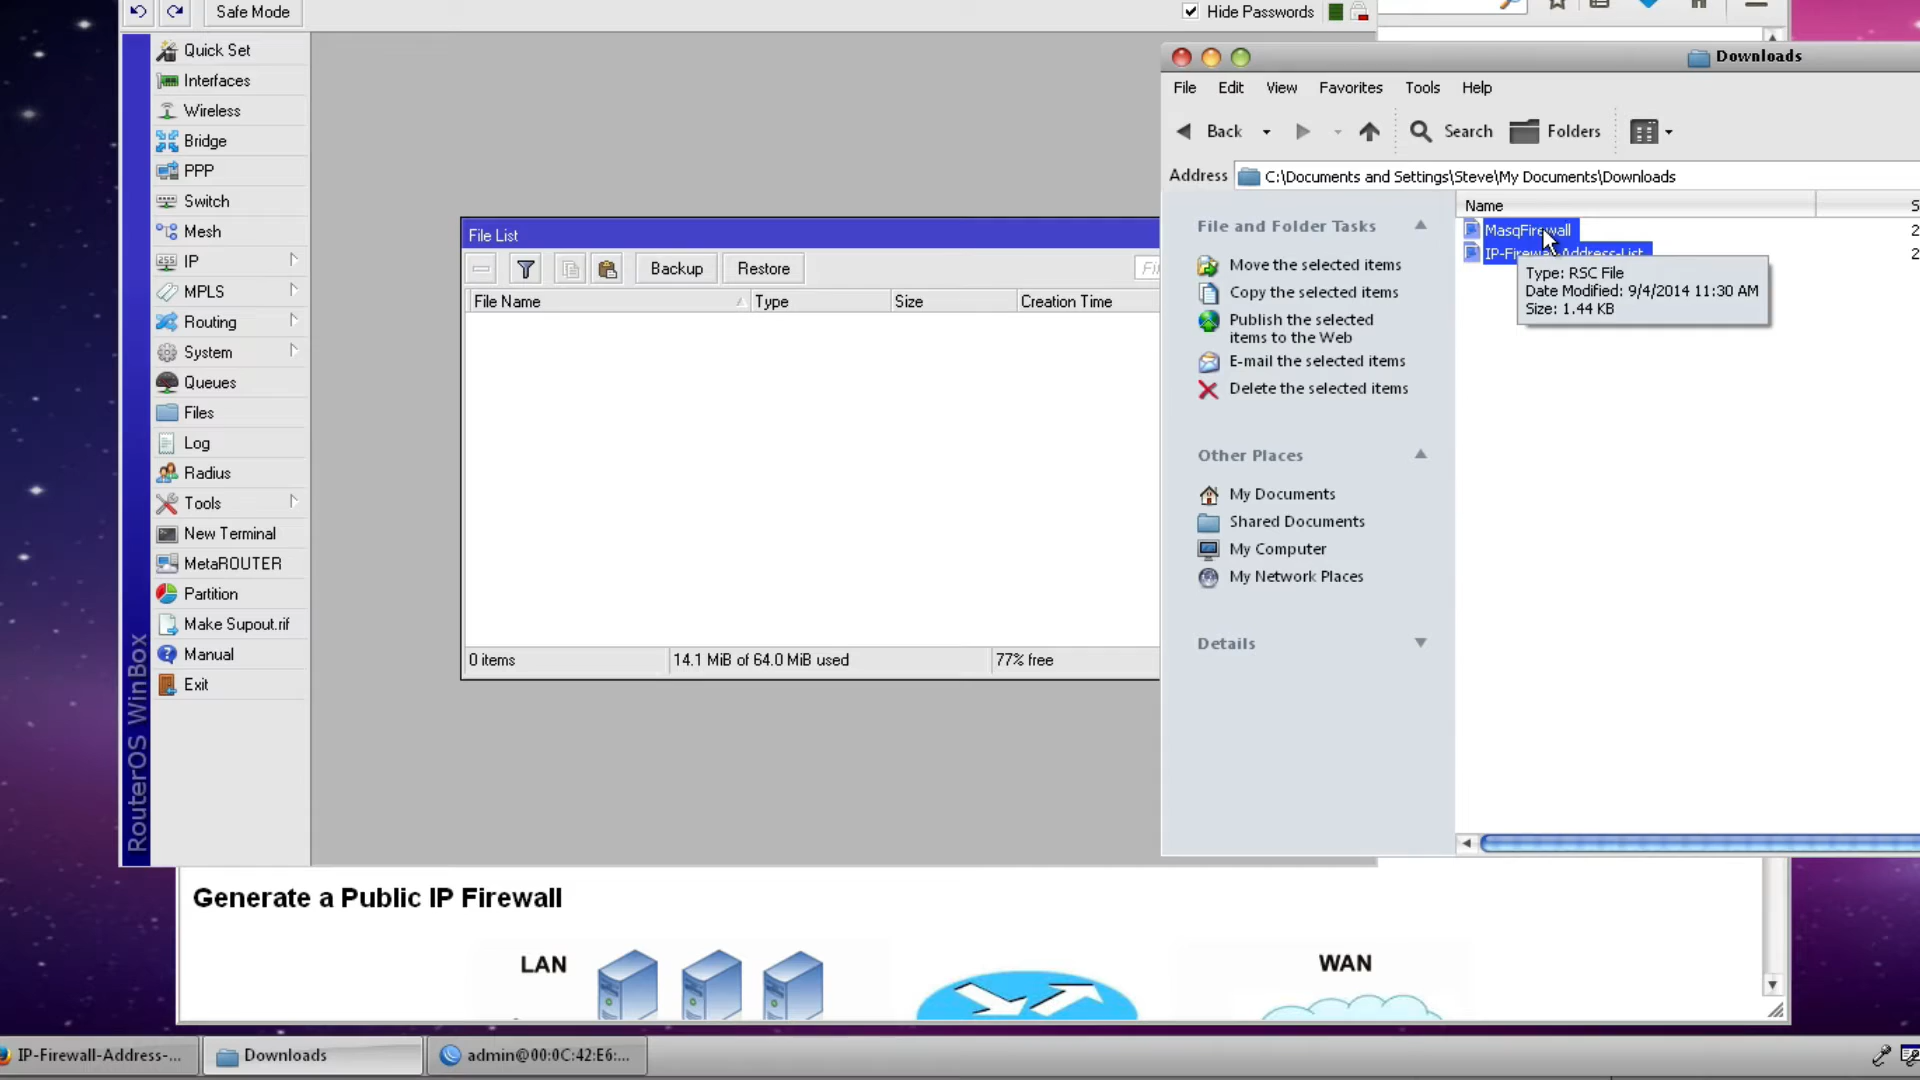 Safe Mode
Hide Passwords
Quick Set
Interfaces
Wireless
Bridge
PPP
Switch
Mesh
IP
MPLS
Routing
System
Queues
Files
Log
Radius
Tools
New Terminal
MetaROUTER
Partition
Make Supout.rif
Manual
Exit
RouterOS WinBox
File List
Backup
Restore
File Name
Type
Size
Creation Time
0 items
14.1 MiB of 64.0 MiB used
77% free
Downloads
File
Edit
View
Favorites
Tools
Help
Back
Search
Folders
Address
C:\Documents and Settings\Steve\My Documents\Downloads
File and Folder Tasks
Move the selected items
Copy the selected items
Publish the selected
items to the Web
E-mail the selected items
Delete the selected items
Other Places
My Documents
Shared Documents
My Computer
My Network Places
Details
Name
S
MasqFirewall
2
IP-Firewall-Address-List
2
Type: RSC File
Date Modified: 9/4/2014 11:30 AM
Size: 1.44 KB
Generate a Public IP Firewall
LAN
WAN
IP-Firewall-Address-...
Downloads
admin@00:0C:42:E6:...